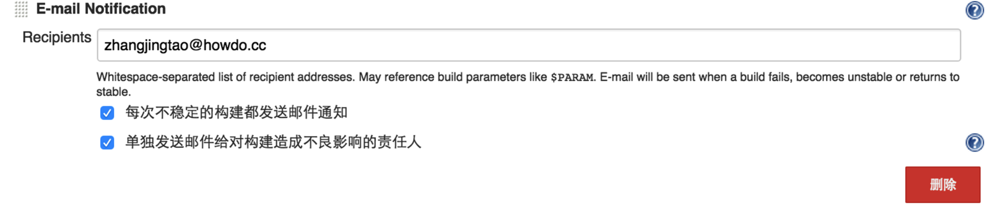 E-mail Notification
Recipients
zhangjingtao@howdo.cc
Whitespace-separated list of recipient addresses. May reference build parameters like $PARAM. E-mail will be sent when a build fails, becomes unstable or returns to
stable.
每次不稳定的构建都发送邮件通知
单独发送邮件给对构建造成不良影响的责任人
删除